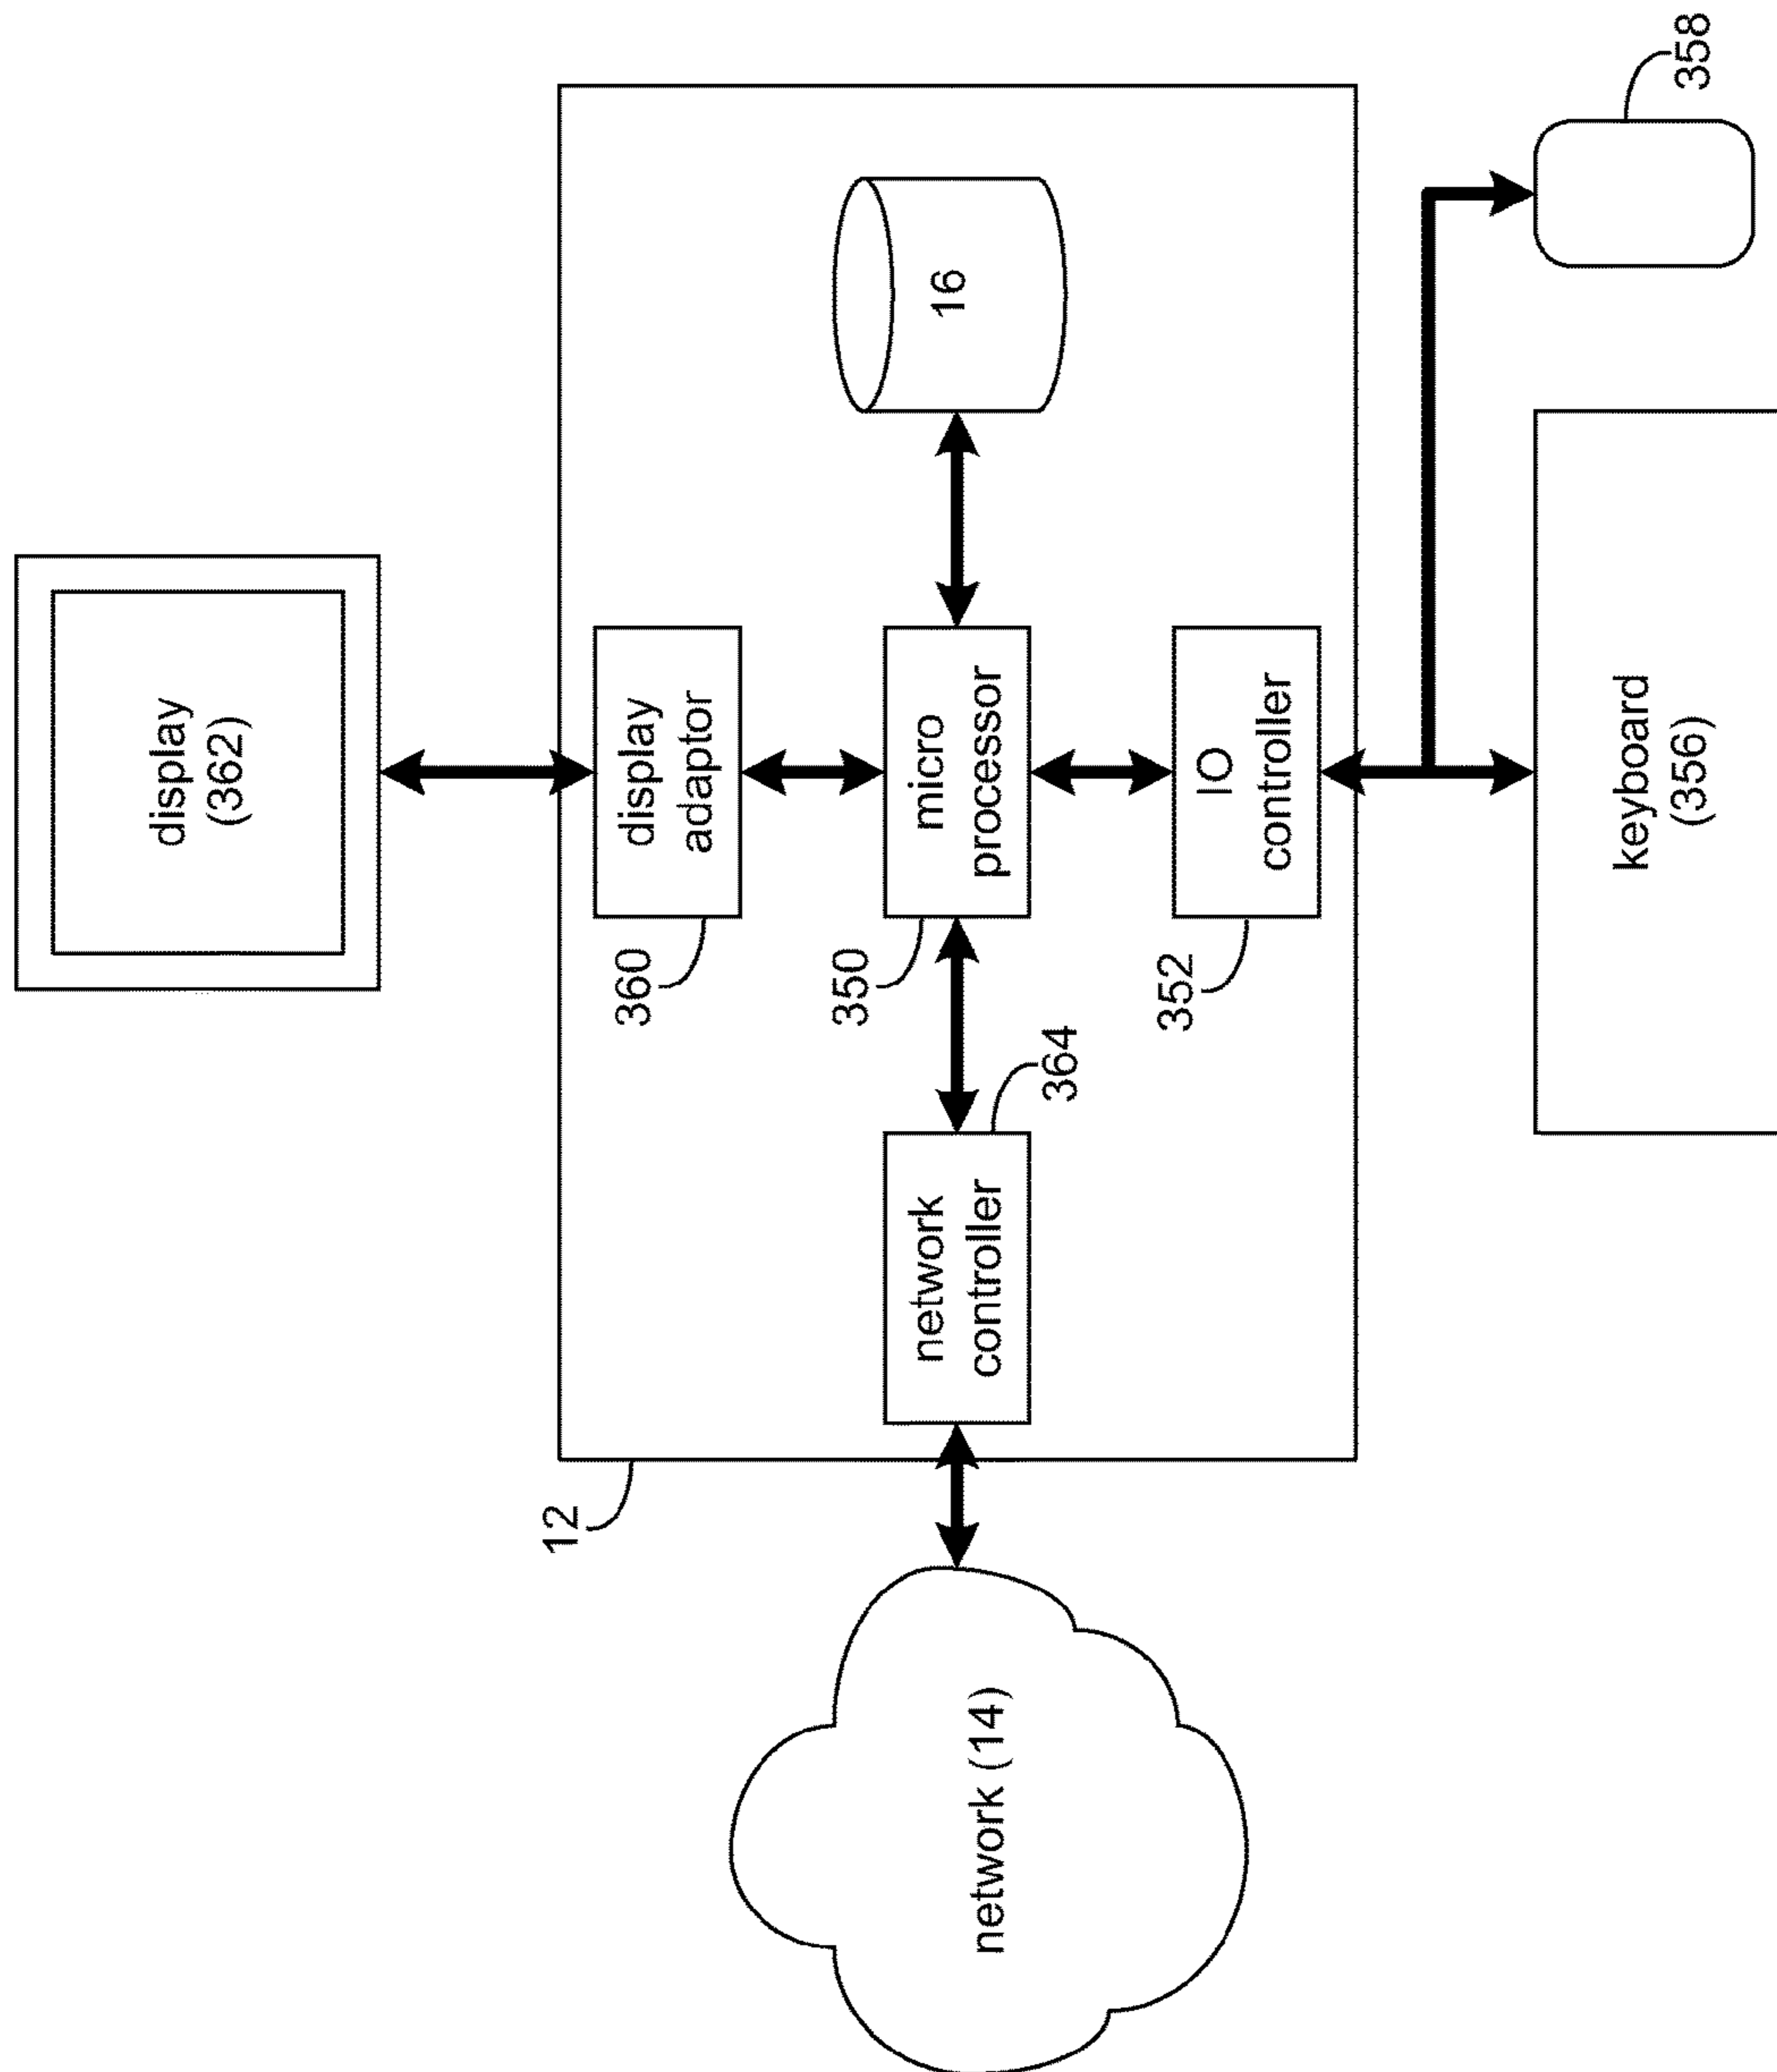 display
(362)
360
display
adaptor
350
micro
processor
16
364
network
controller
352
IO
controller
12
network (14)
keyboard
(356)
358